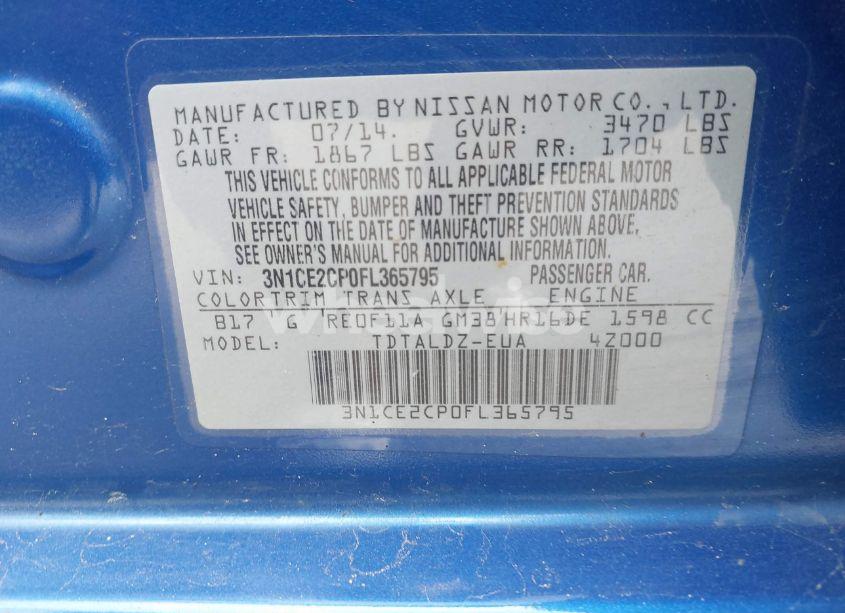 MANUFACTURED BY NISSAN MOTOR CO., LTD.
DATE: 07/14. GVWR: 3470 LBS
GAWR FR: 1867 LBS GAWR RR: 1704 LBS
THIS VEHICLE CONFORMS TO ALL APPLICABLE FEDERAL MOTOR
VEHICLE SAFETY, BUMPER AND THEFT PREVENTION STANDARDS
IN EFFECT ON THE DATE OF MANUFACTURE SHOWN ABOVE,
SEE OWNER'S MANUAL FOR ADDITIONAL INFORMATION.
VIN: 3N1CE2CP0FL365795 PASSENGER CAR.
COLOR TRIM TRANS AXLE ENGINE
B17 G RE0F11A GM38 HR16DE 1598 CC
MODEL: TDTALDZ-EUA 4Z000
3N1CE2CP0FL365795